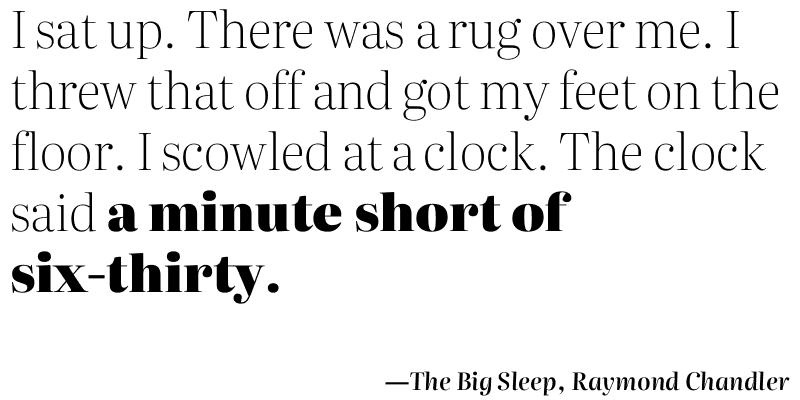 I sat up. There was a rug over me. I
threw that off and got my feet on the
floor. I scowled at a clock. The clock
said a minute short of
six-thirty.
—The Big Sleep, Raymond Chandler